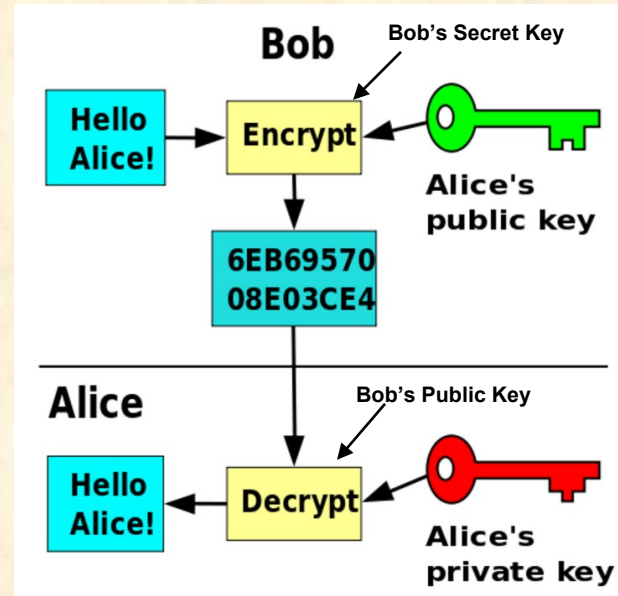 Bob
Bob's Secret Key
Hello
Alice!
Encrypt
Alice's
public key
6EB69570
08E03CE4
Alice
Bob's Public Key
Hello
Alice!
Decrypt
Alice's
private key